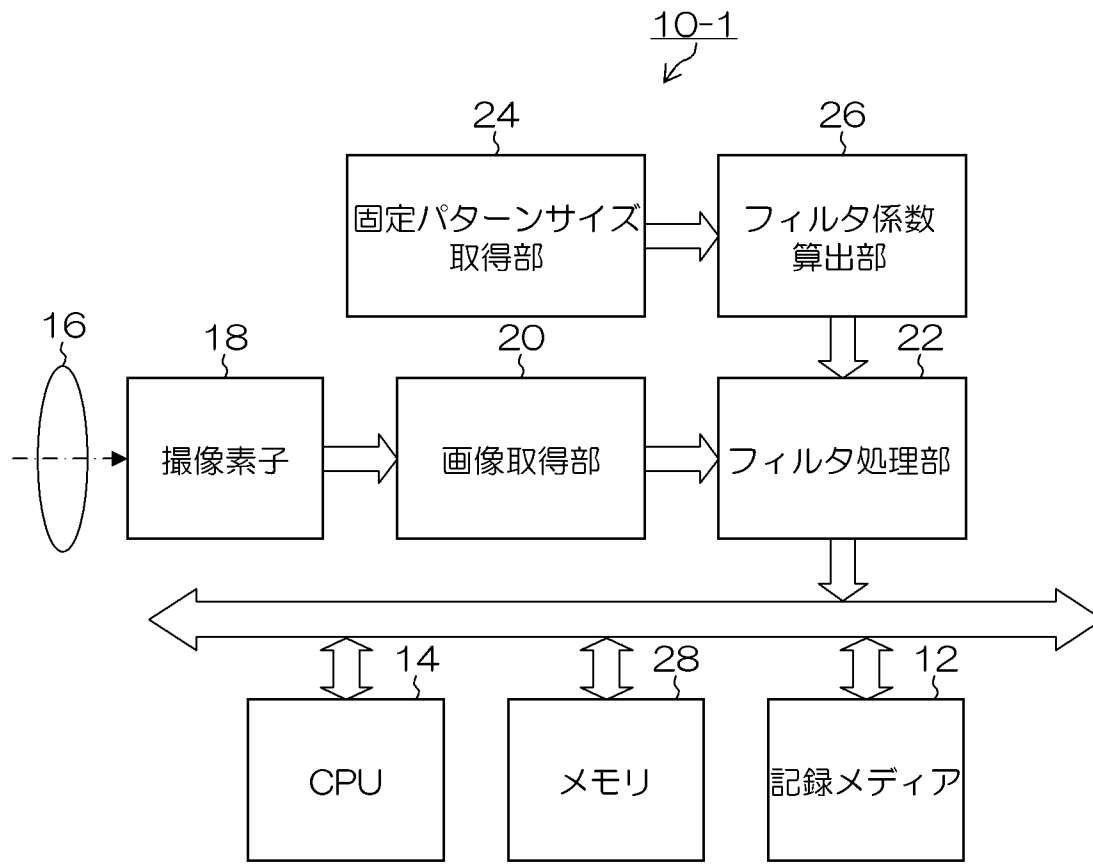 10-1
24
26
固定パターンサイズ
取得部
フィルタ係数
算出部
16
18
20
22
撮像素子
画像取得部
フィルタ処理部
14
28
12
CPU
メモリ
記録メディア